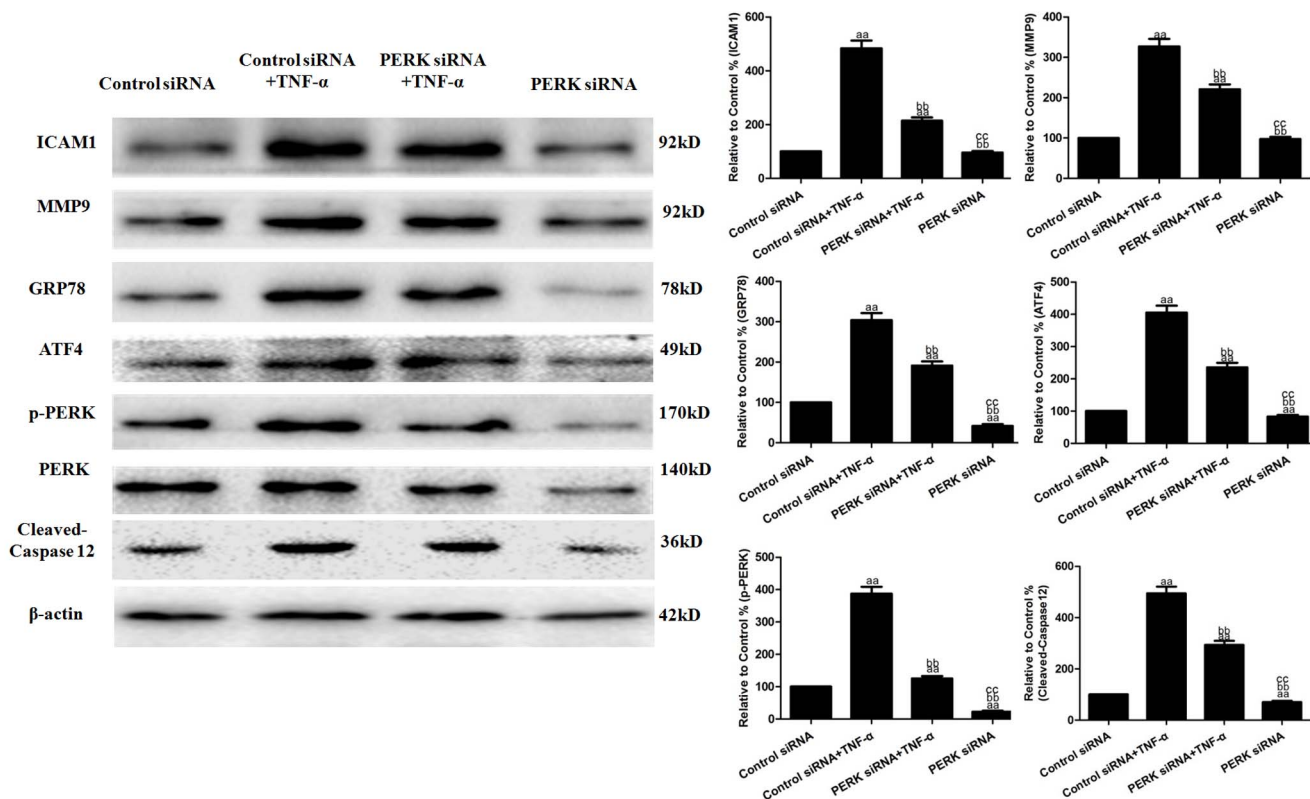 Control siRNA
Control siRNA
+TNF-α
PERK siRNA
+TNF-α
PERK siRNA
ICAM1
92kD
MMP9
92kD
GRP78
78kD
ATF4
49kD
p-PERK
170kD
PERK
140kD
Cleaved-
Caspase 12
36kD
β-actin
42kD
Relative to Control % (ICAM1)
600
400
200
0
aa
bb
aa
cc
bb
Control siRNA
Control siRNA+TNF-α
PERK siRNA+TNF-α
PERK siRNA
Relative to Control % (MMP9)
400
300
200
100
0
aa
bb
aa
cc
bb
Control siRNA
Control siRNA+TNF-α
PERK siRNA+TNF-α
PERK siRNA
Relative to Control % (GRP78)
400
300
200
100
0
aa
bb
aa
cc
bb
aa
Control siRNA
Control siRNA+TNF-α
PERK siRNA+TNF-α
PERK siRNA
Relative to Control % (ATF4)
500
400
300
200
100
0
aa
bb
aa
cc
bb
aa
Control siRNA
Control siRNA+TNF-α
PERK siRNA+TNF-α
PERK siRNA
Relative to Control % (p-PERK)
500
400
300
200
100
0
aa
bb
aa
cc
bb
aa
Control siRNA
Control siRNA+TNF-α
PERK siRNA+TNF-α
PERK siRNA
Relative to Control %
(Cleaved-Caspase12)
600
400
200
0
aa
bb
aa
cc
bb
aa
Control siRNA
Control siRNA+TNF-α
PERK siRNA+TNF-α
PERK siRNA